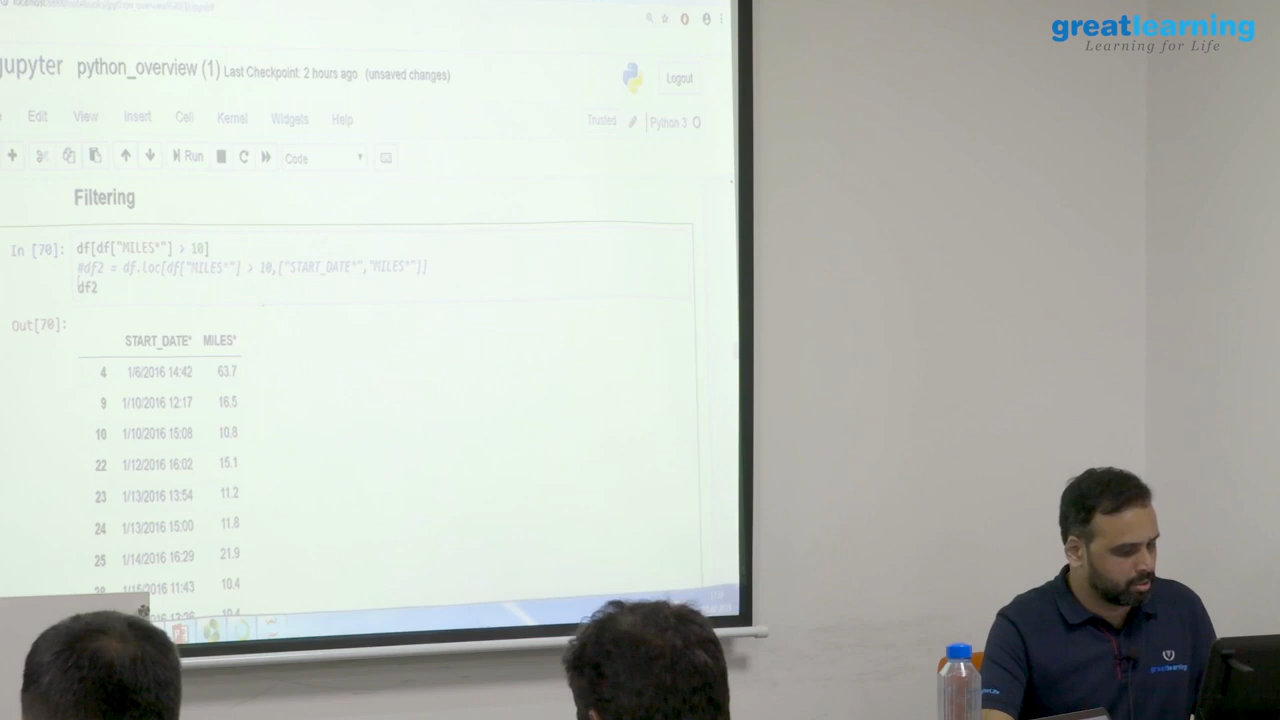 greatlearning
Learning for Life
jupyter python_overview (1) Last Checkpoint: 2 hours ago (unsaved changes)
Logout
Edit View Insert Cell Kernel Widgets Help
Trusted Python 3
Run Code
Filtering
In [70]: df[df["MILES*"] > 10]
#df2 = df.loc[df["MILES*"] > 10,["START_DATE*","MILES*"]]
df2
Out[70]:
START_DATE* MILES*
4 1/6/2016 14:42 63.7
9 1/10/2016 12:17 16.5
10 1/10/2016 15:08 10.8
22 1/12/2016 16:02 15.1
23 1/13/2016 13:54 11.2
24 1/13/2016 15:00 11.8
25 1/14/2016 16:29 21.9
1/15/2016 11:43 10.4
10.4
greatlearning